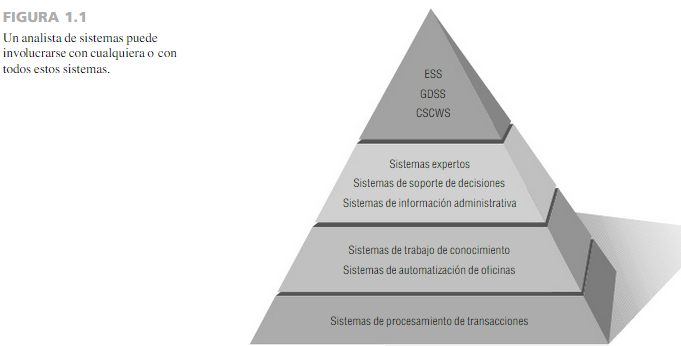 FIGURA 1.1
Un analista de sistemas puede
involucrarse con cualquiera o con
todos estos sistemas.
ESS
GDSS
CSCWS
Sistemas expertos
Sistemas de soporte de decisiones
Sistemas de información administrativa
Sistemas de trabajo de conocimiento
Sistemas de automatización de oficinas
Sistemas de procesamiento de transacciones